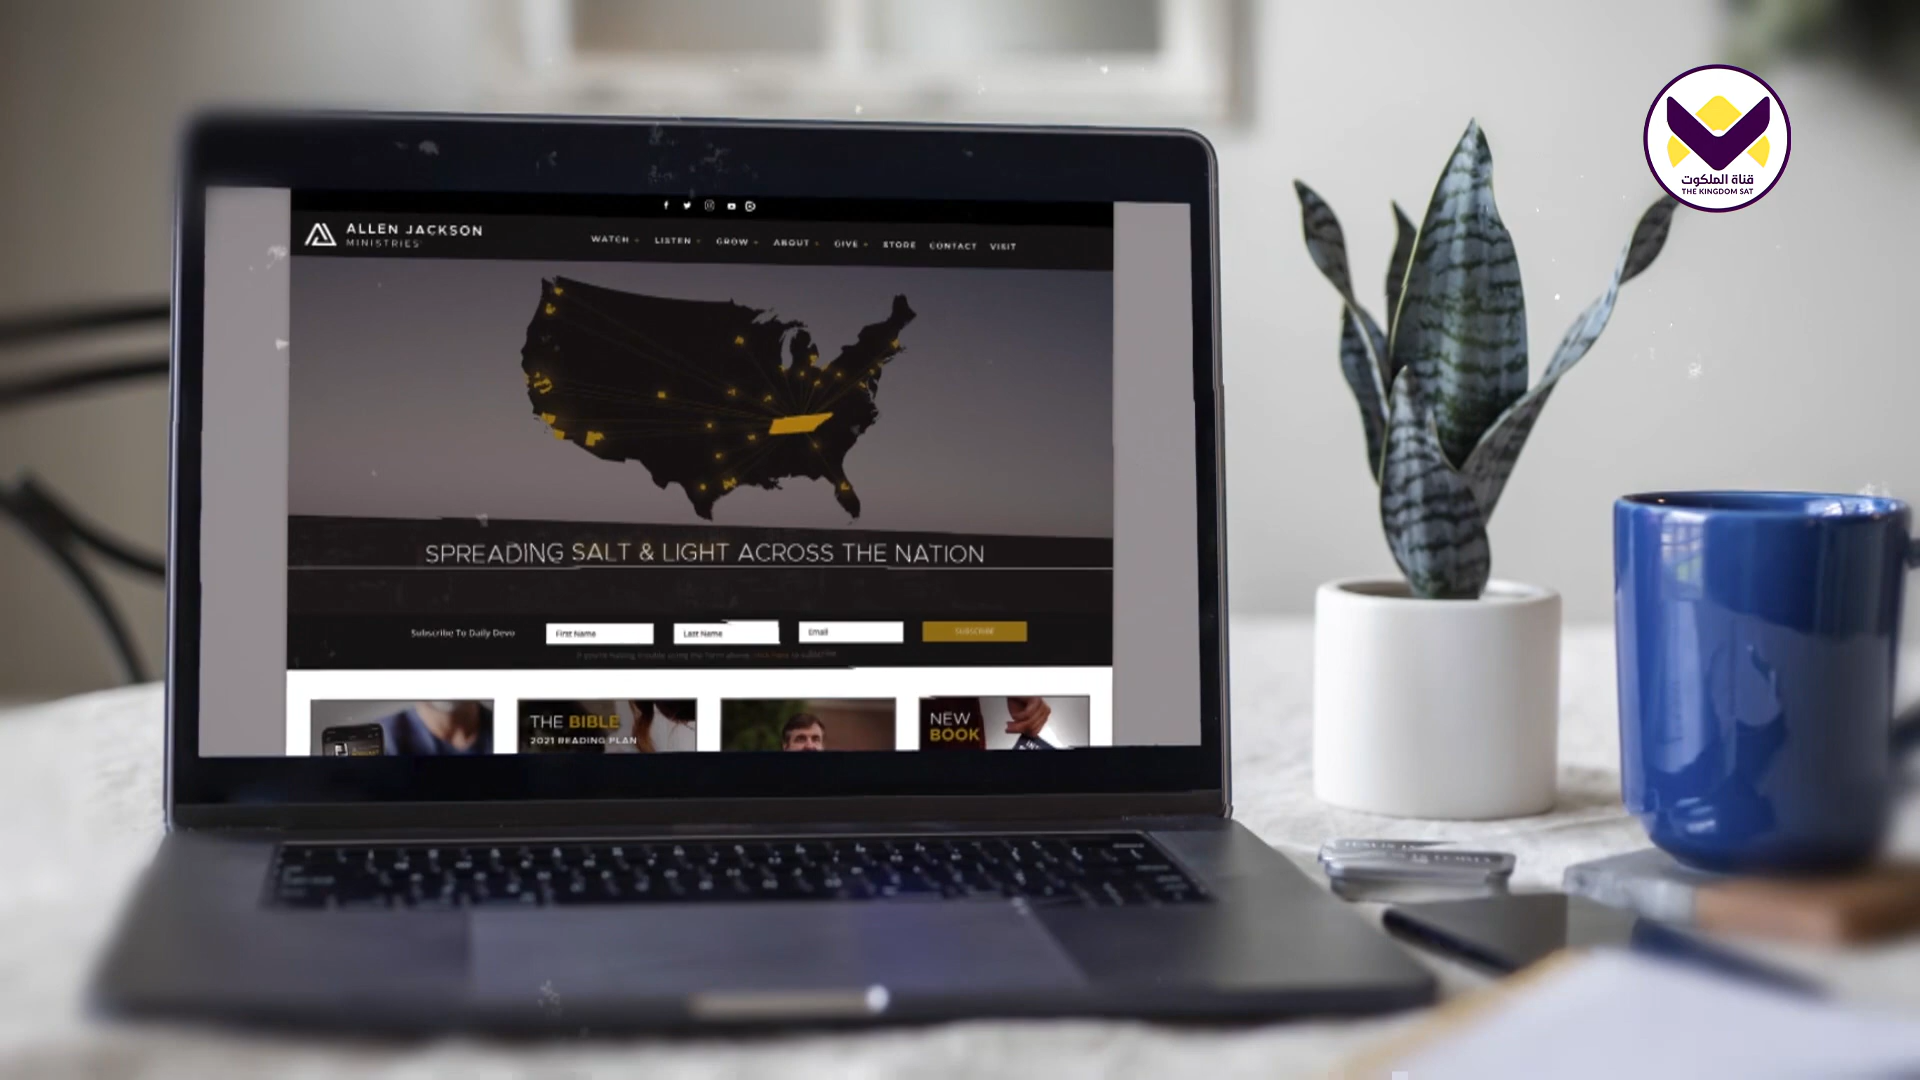 قناة الملكوت
THE KINGDOM SAT
ALLEN JACKSON
MINISTRIES
WATCH
LISTEN
GROW
ABOUT
GIVE
STORE
CONTACT
VISIT
SPREADING SALT & LIGHT ACROSS THE NATION
Subscribe To Daily Devo
First Name
Last Name
Email
SUBSCRIBE
THE BIBLE
2021 READING PLAN
NEW
BOOK